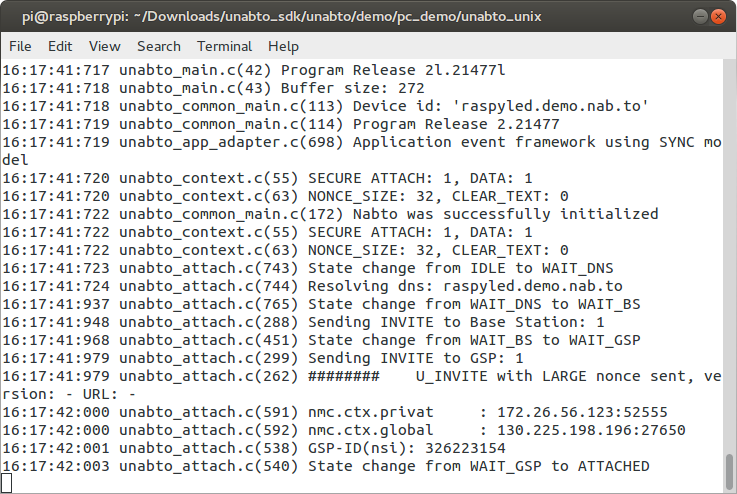 pi@raspberrypi: ~/Downloads/unabto_sdk/unabto/demo/pc_demo/unabto_unix
File Edit View Search Terminal Help
16:17:41:717 unabto_main.c(42) Program Release 2l.21477l
16:17:41:718 unabto_main.c(43) Buffer size: 272
16:17:41:718 unabto_common_main.c(113) Device id: 'raspyled.demo.nab.to'
16:17:41:719 unabto_common_main.c(114) Program Release 2.21477
16:17:41:719 unabto_app_adapter.c(698) Application event framework using SYNC mo
del
16:17:41:720 unabto_context.c(55) SECURE ATTACH: 1, DATA: 1
16:17:41:720 unabto_context.c(63) NONCE_SIZE: 32, CLEAR_TEXT: 0
16:17:41:722 unabto_common_main.c(172) Nabto was successfully initialized
16:17:41:722 unabto_context.c(55) SECURE ATTACH: 1, DATA: 1
16:17:41:722 unabto_context.c(63) NONCE_SIZE: 32, CLEAR_TEXT: 0
16:17:41:723 unabto_attach.c(743) State change from IDLE to WAIT_DNS
16:17:41:724 unabto_attach.c(744) Resolving dns: raspyled.demo.nab.to
16:17:41:937 unabto_attach.c(765) State change from WAIT_DNS to WAIT_BS
16:17:41:948 unabto_attach.c(288) Sending INVITE to Base Station: 1
16:17:41:968 unabto_attach.c(451) State change from WAIT_BS to WAIT_GSP
16:17:41:979 unabto_attach.c(299) Sending INVITE to GSP: 1
16:17:41:979 unabto_attach.c(262) ########    U_INVITE with LARGE nonce sent, ve
rsion: - URL: -
16:17:42:000 unabto_attach.c(591) nmc.ctx.privat     : 172.26.56.123:52555
16:17:42:000 unabto_attach.c(592) nmc.ctx.global     : 130.225.198.196:27650
16:17:42:001 unabto_attach.c(538) GSP-ID(nsi): 326223154
16:17:42:003 unabto_attach.c(540) State change from WAIT_GSP to ATTACHED